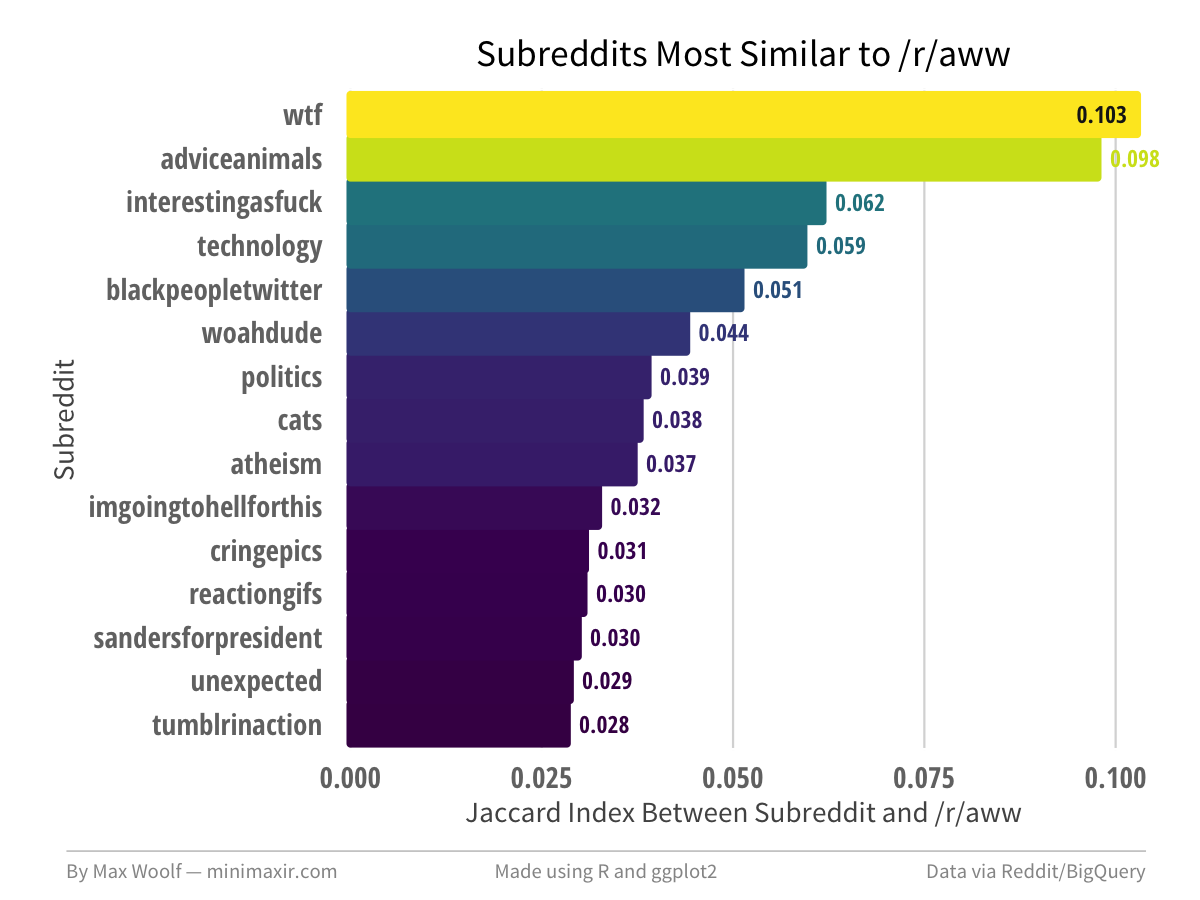 Subreddits Most Similar to /r/aww
wtf 0.103
adviceanimals 0.098
interestingasfuck 0.062
technology 0.059
blackpeopletwitter 0.051
woahdude 0.044
politics 0.039
cats 0.038
atheism 0.037
imgoingtohellforthis 0.032
cringepics 0.031
reactiongifs 0.030
sandersforpresident 0.030
unexpected 0.029
tumblrinaction 0.028
Subreddit
0.000 0.025 0.050 0.075 0.100
Jaccard Index Between Subreddit and /r/aww
By Max Woolf — minimaxir.com Made using R and ggplot2 Data via Reddit/BigQuery